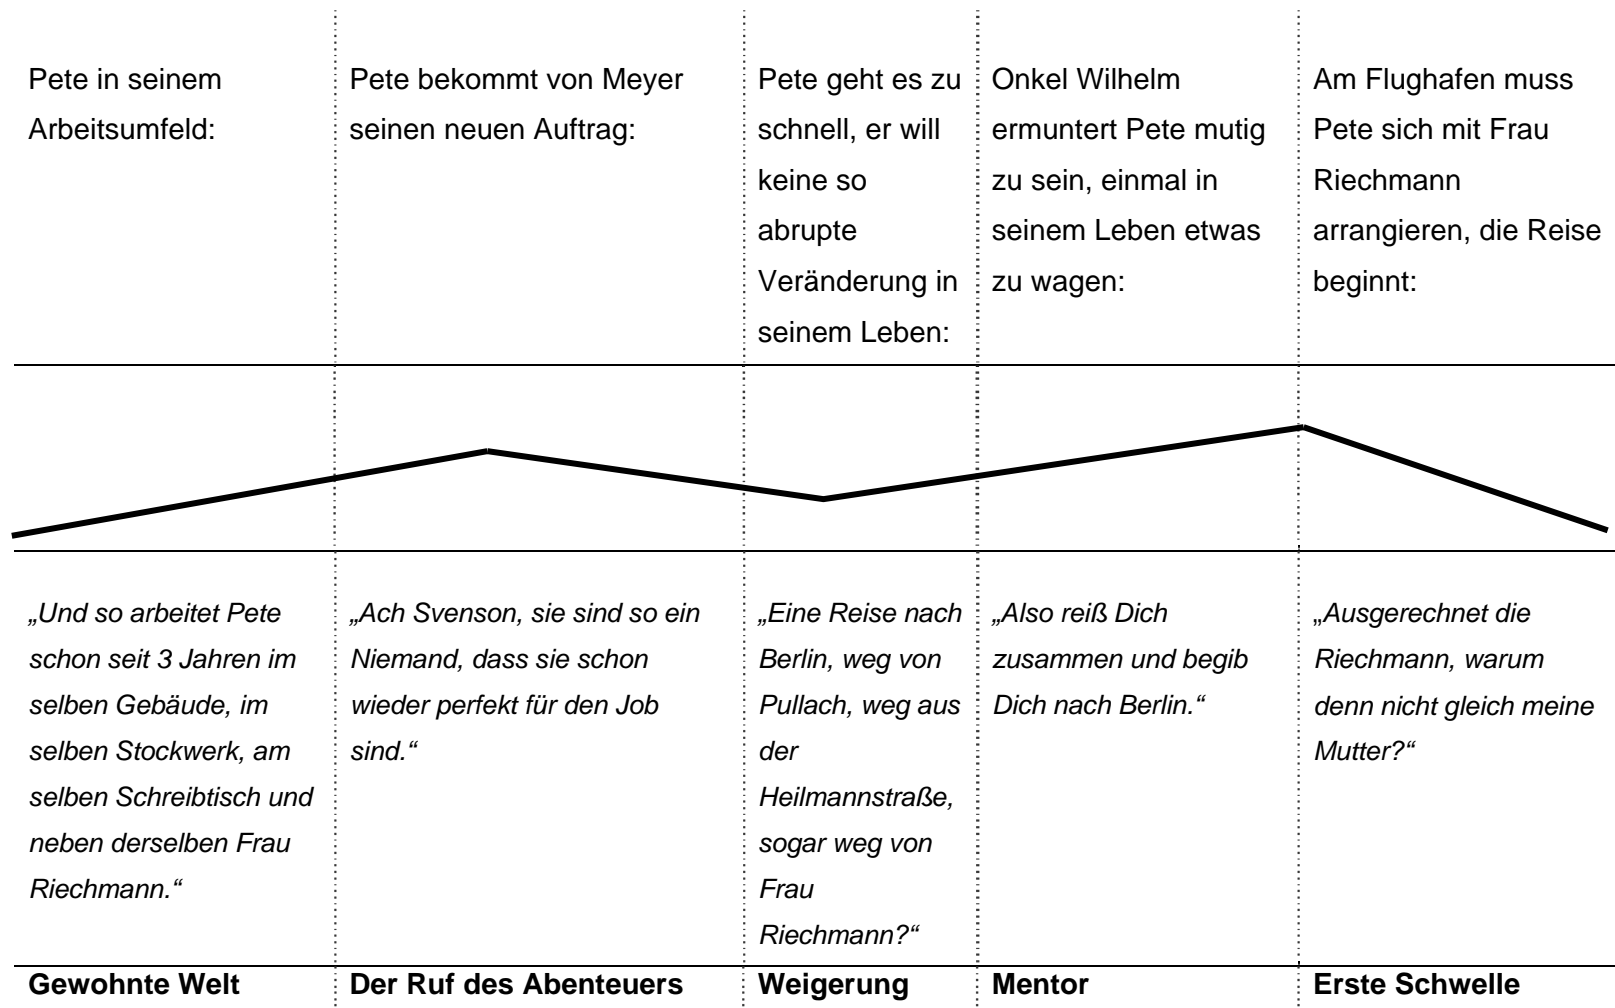 Pete in seinem
Arbeitsumfeld:
Pete bekommt von Meyer
seinen neuen Auftrag:
Pete geht es zu
schnell, er will
keine so
abrupte
Veränderung in
seinem Leben:
Onkel Wilhelm
ermuntert Pete mutig
zu sein, einmal in
seinem Leben etwas
zu wagen:
Am Flughafen muss
Pete sich mit Frau
Riechmann
arrangieren, die Reise
beginnt:
„Und so arbeitet Pete
schon seit 3 Jahren im
selben Gebäude, im
selben Stockwerk, am
selben Schreibtisch und
neben derselben Frau
Riechmann.“
„Ach Svenson, sie sind so ein
Niemand, dass sie schon
wieder perfekt für den Job
sind.“
„Eine Reise nach
Berlin, weg von
Pullach, weg aus
der
Heilmannstraße,
sogar weg von
Frau
Riechmann?“
„Also reiß Dich
zusammen und begib
Dich nach Berlin.“
„Ausgerechnet die
Riechmann, warum
denn nicht gleich meine
Mutter?“
Gewohnte Welt
Der Ruf des Abenteuers
Weigerung
Mentor
Erste Schwelle